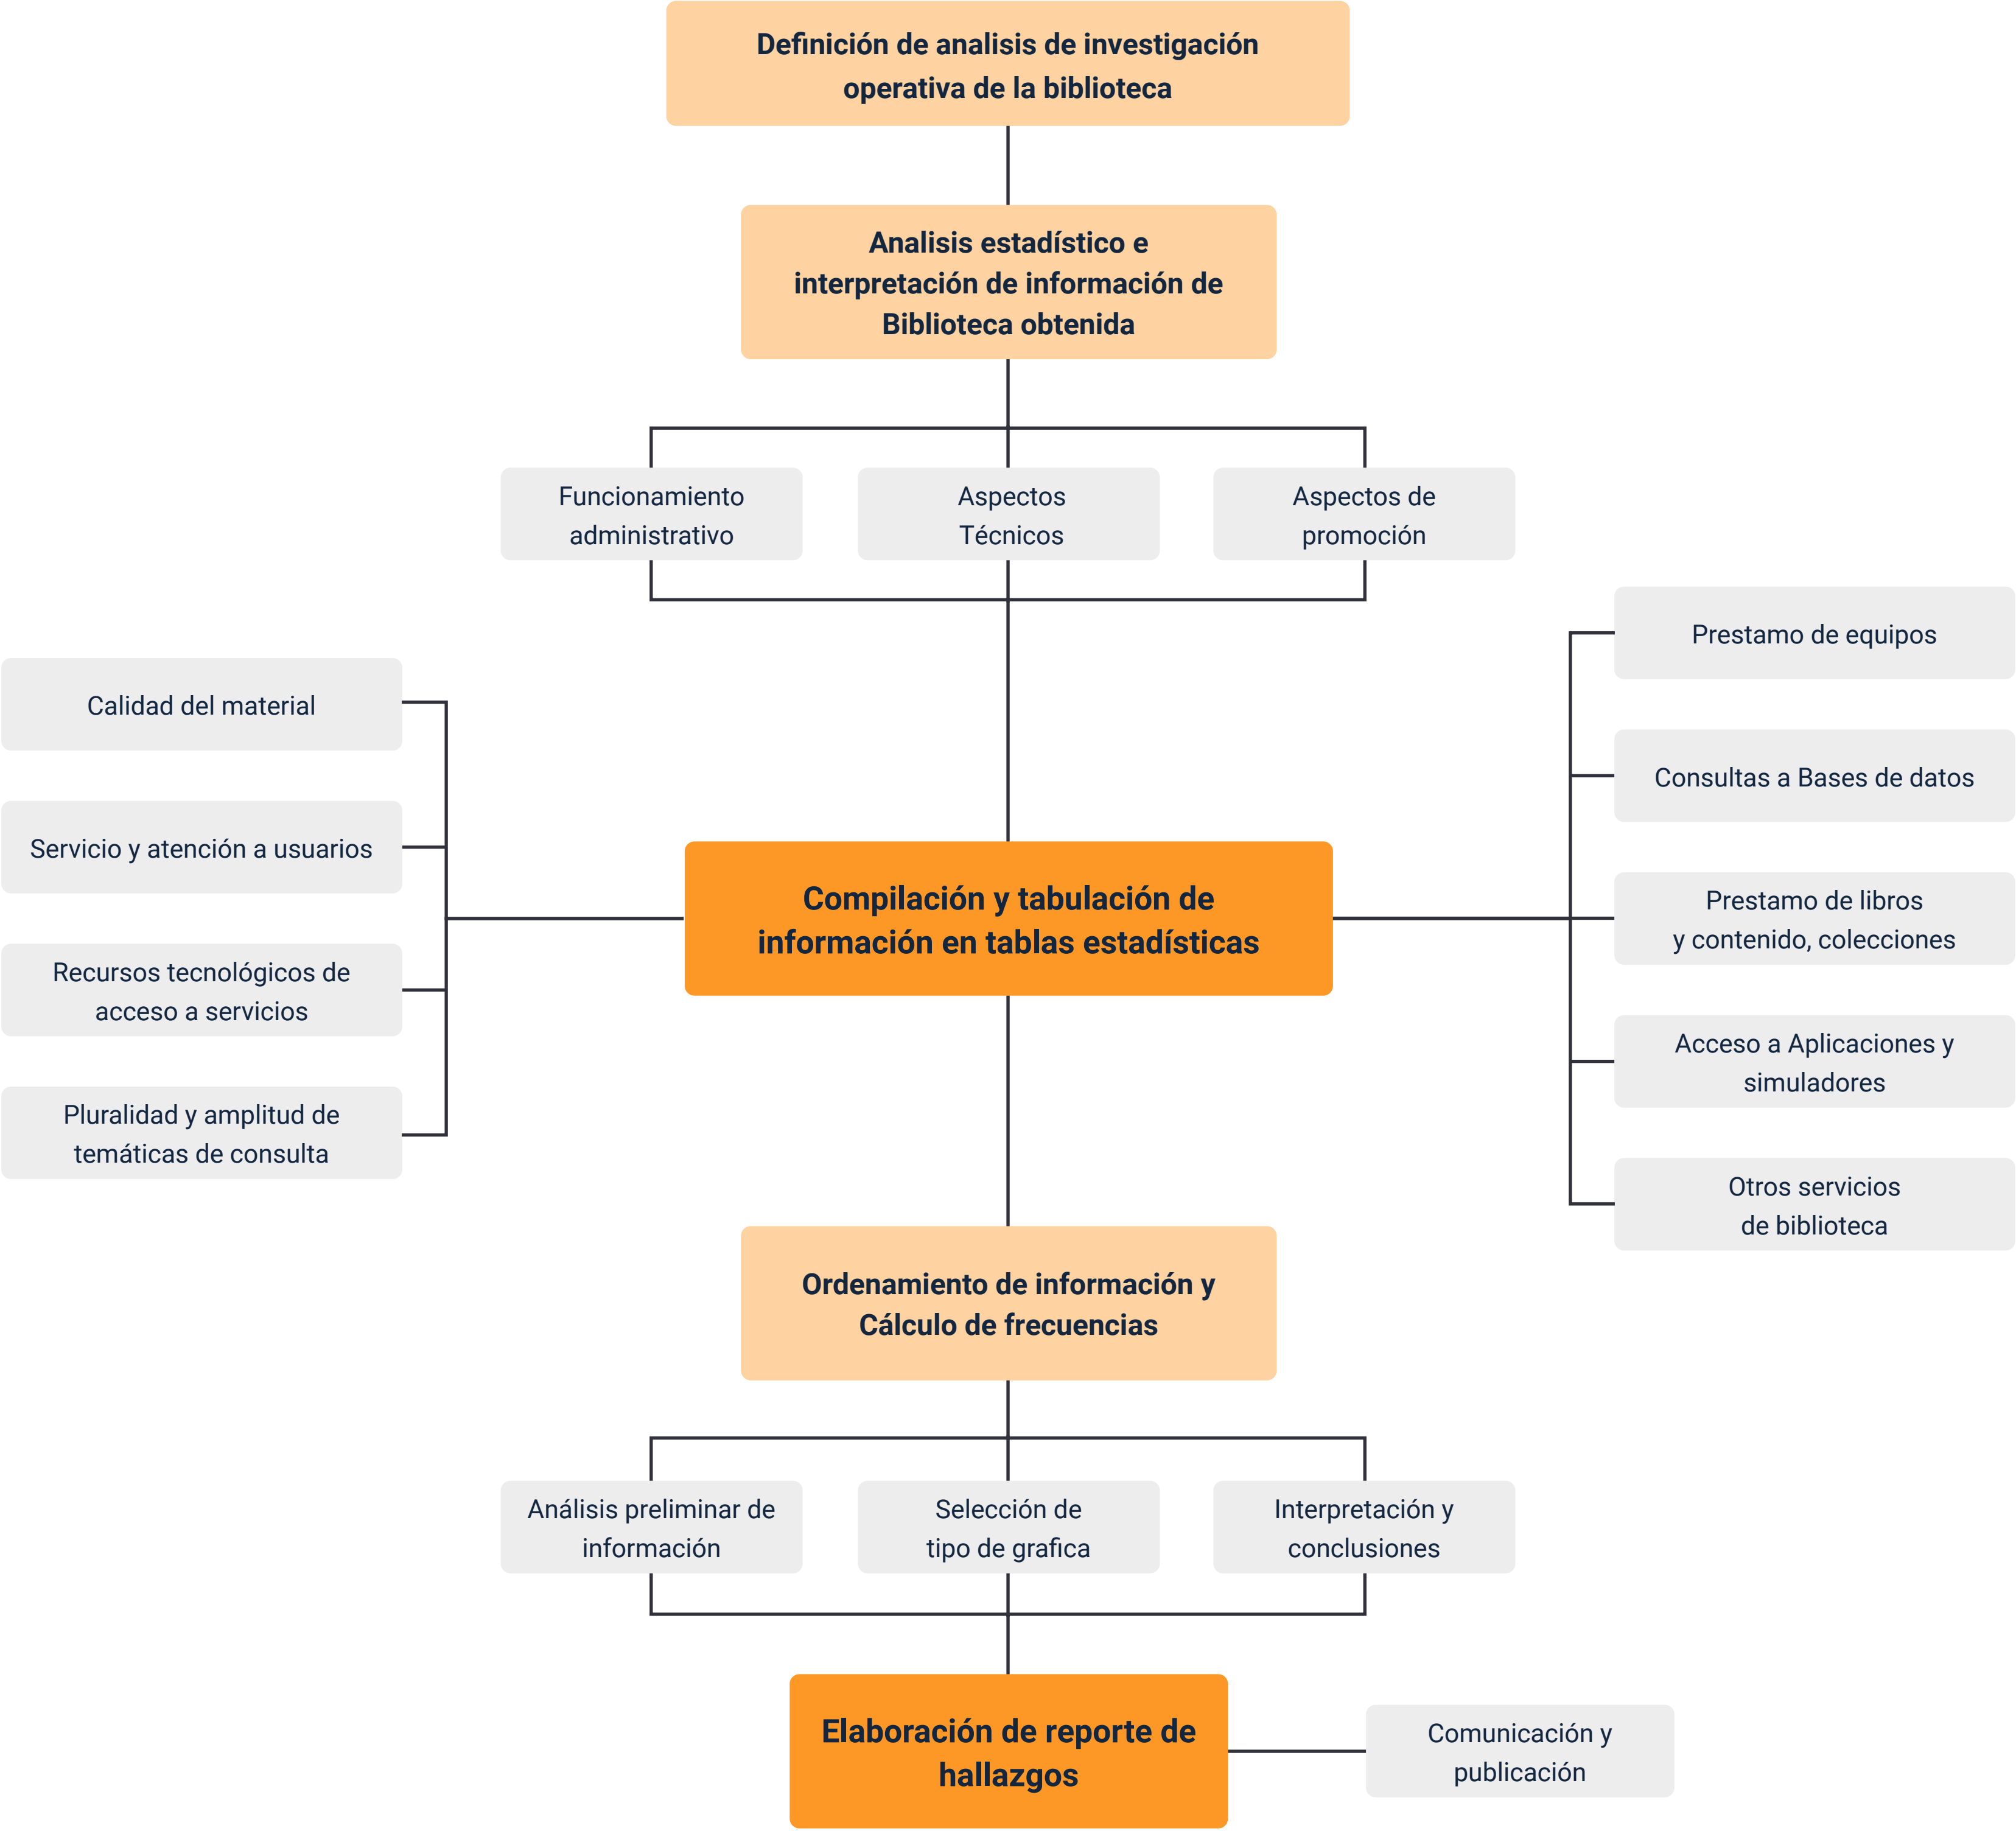 Definición de analisis de investigación
operativa de la biblioteca
Analisis estadístico e
interpretación de información de
Biblioteca obtenida
Funcionamiento
administrativo
Aspectos
Técnicos
Aspectos de
promoción
Calidad del material
Servicio y atención a usuarios
Recursos tecnológicos de
acceso a servicios
Pluralidad y amplitud de
temáticas de consulta
Compilación y tabulación de
información en tablas estadísticas
Prestamo de equipos
Consultas a Bases de datos
Prestamo de libros
y contenido, colecciones
Acceso a Aplicaciones y
simuladores
Otros servicios
de biblioteca
Ordenamiento de información y
Cálculo de frecuencias
Análisis preliminar de
información
Selección de
tipo de grafica
Interpretación y
conclusiones
Elaboración de reporte de
hallazgos
Comunicación y
publicación